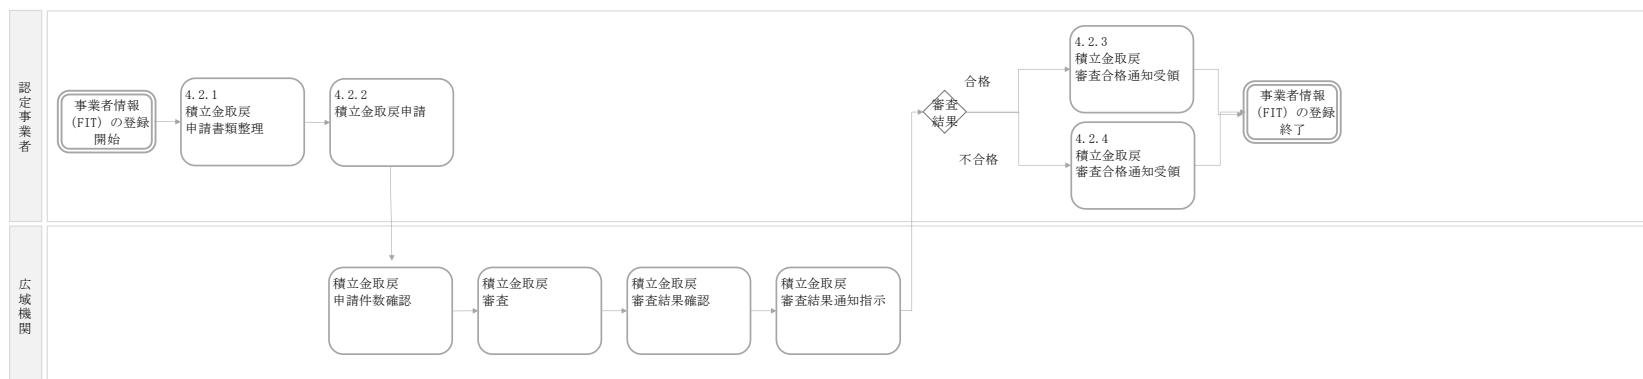 認定事業者
事業者情報
(FIT)の登録
開始
4.2.1
積立金取戻
申請書類整理
4.2.2
積立金取戻申請
審査
結果
合格
不合格
4.2.3
積立金取戻
審査合格通知受領
4.2.4
積立金取戻
審査合格通知受領
事業者情報
(FIT)の登録
終了
広域機関
積立金取戻
申請件数確認
積立金取戻
審査
積立金取戻
審査結果確認
積立金取戻
審査結果通知指示